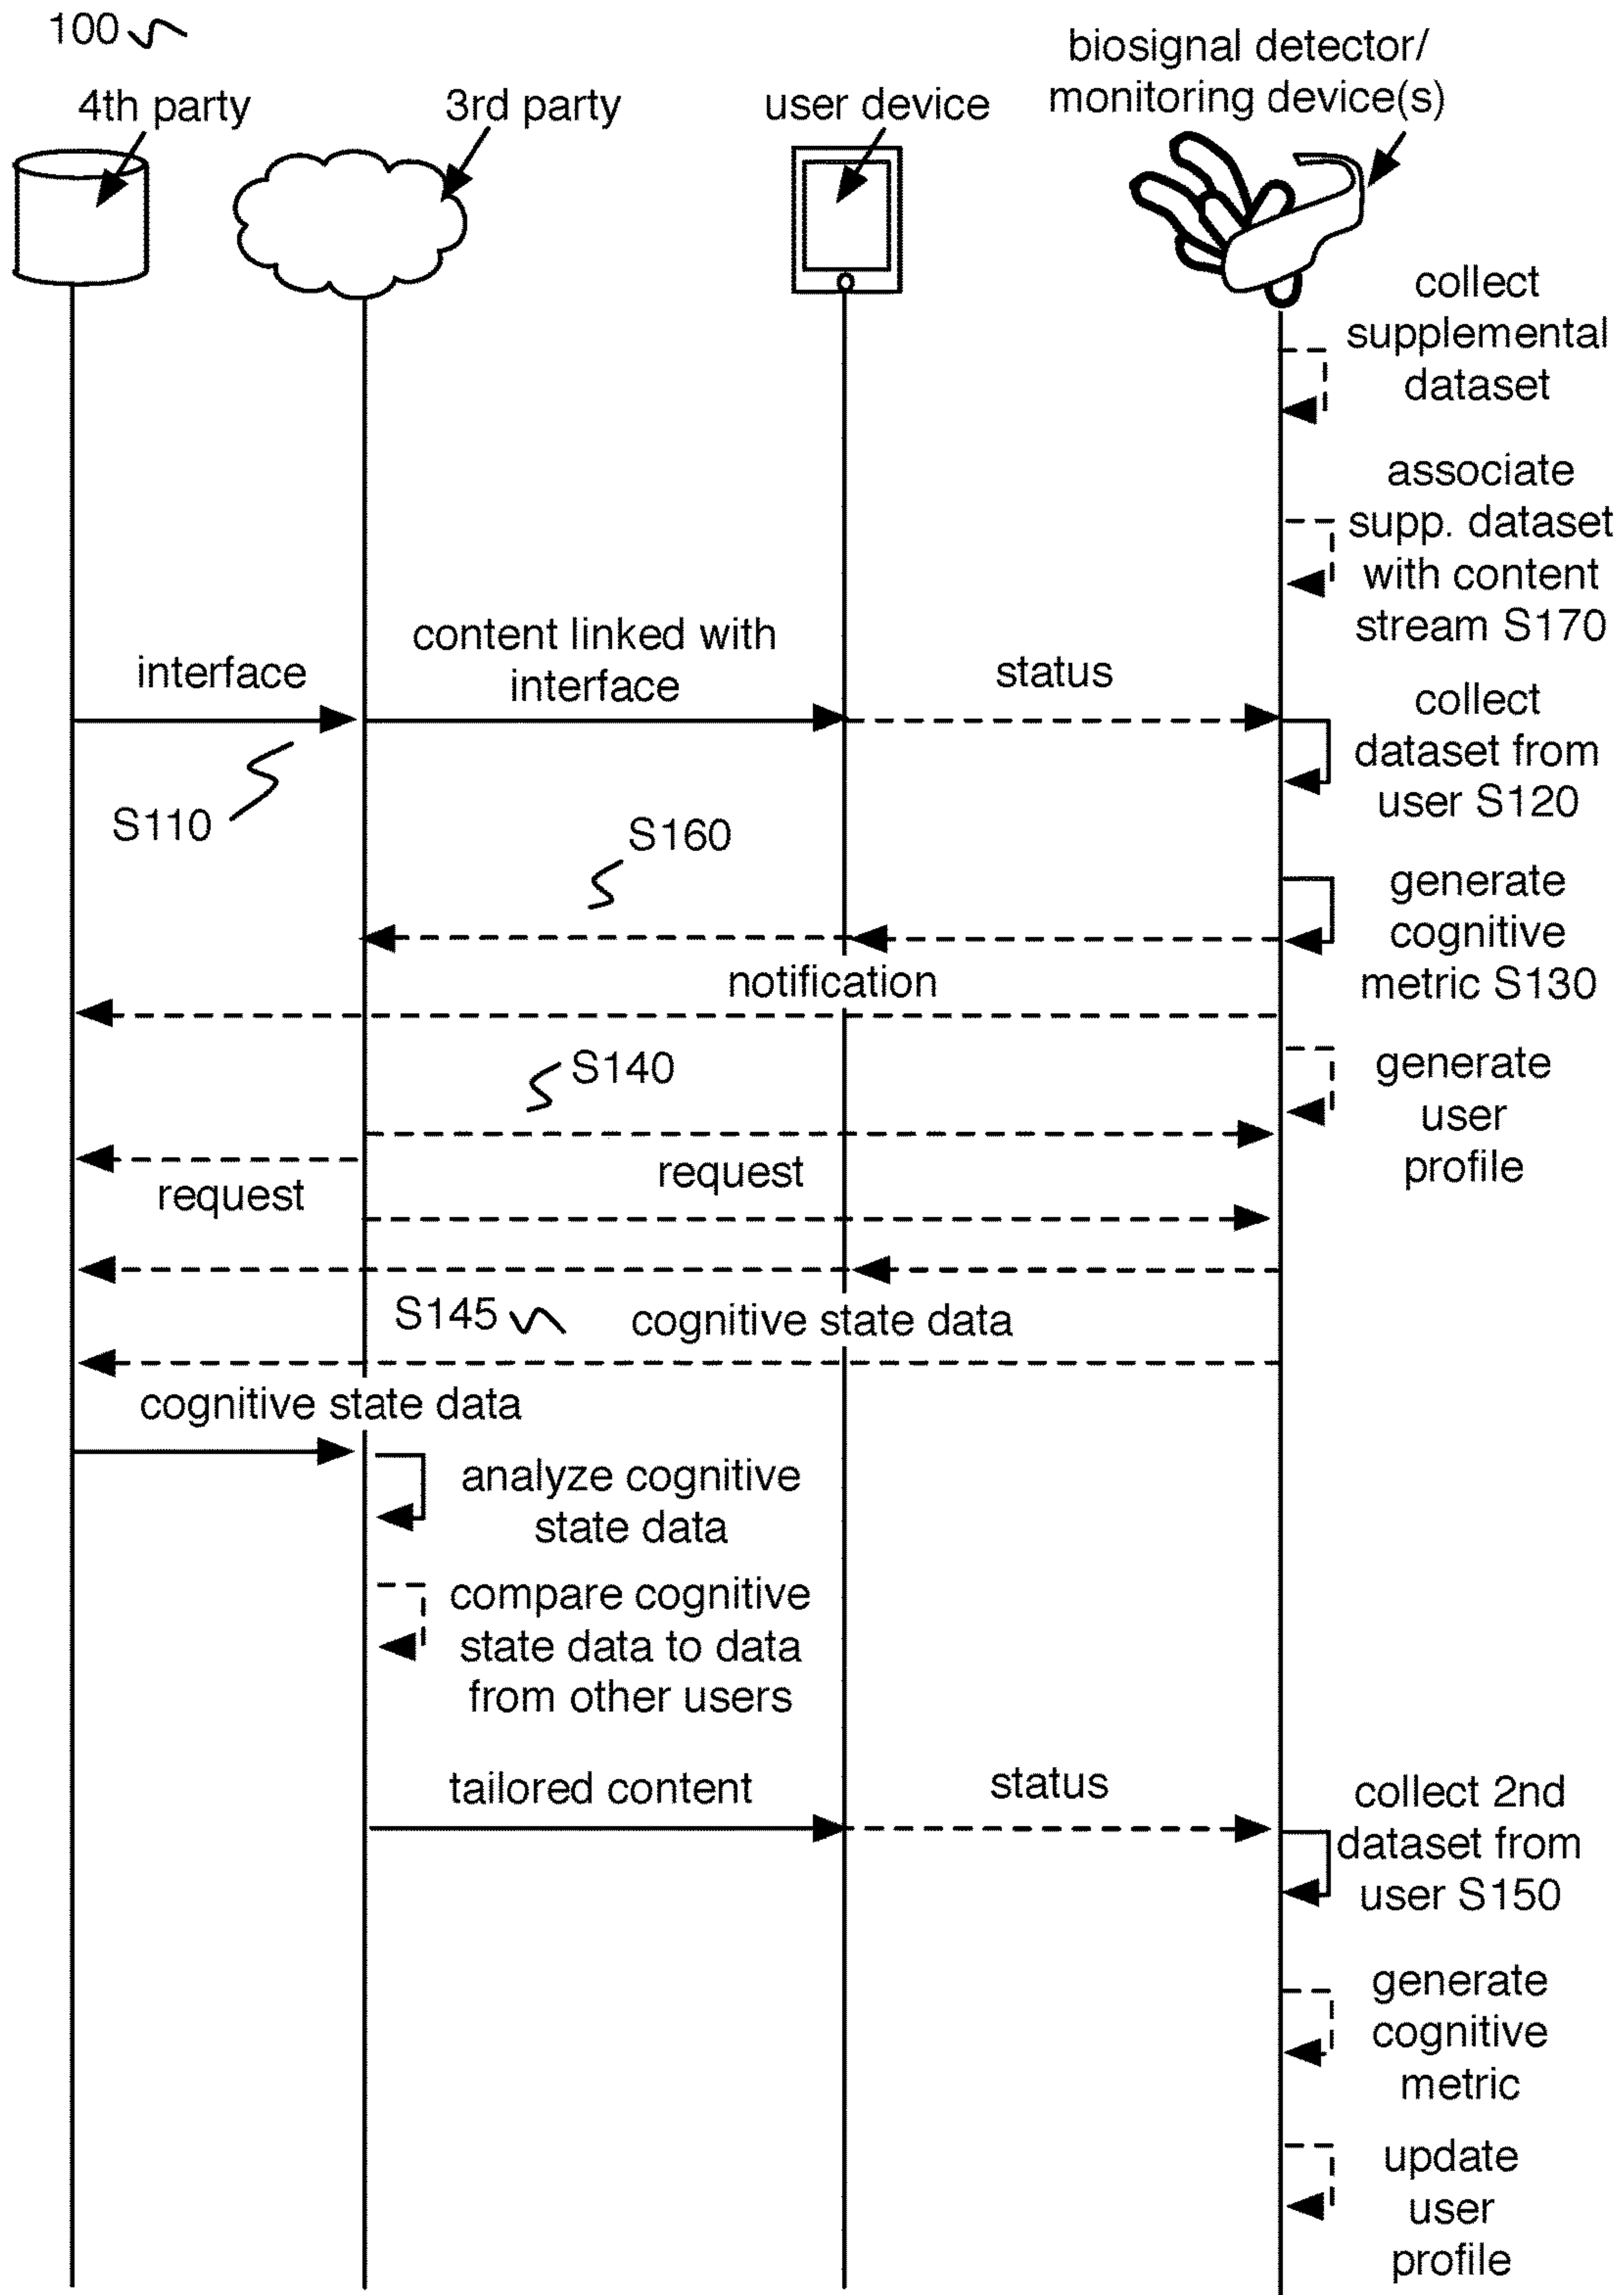 100
biosignal detector/
monitoring device(s)
4th party
3rd party
user device
collect
supplemental
dataset
associate
supp. dataset
with content
stream S170
interface
content linked with
interface
status
collect
dataset from
user S120
S110
S160
generate
cognitive
metric S130
notification
S140
generate
user
profile
request
request
S145
cognitive state data
cognitive state data
analyze cognitive
state data
compare cognitive
state data to data
from other users
tailored content
status
collect 2nd
dataset from
user S150
generate
cognitive
metric
update
user
profile